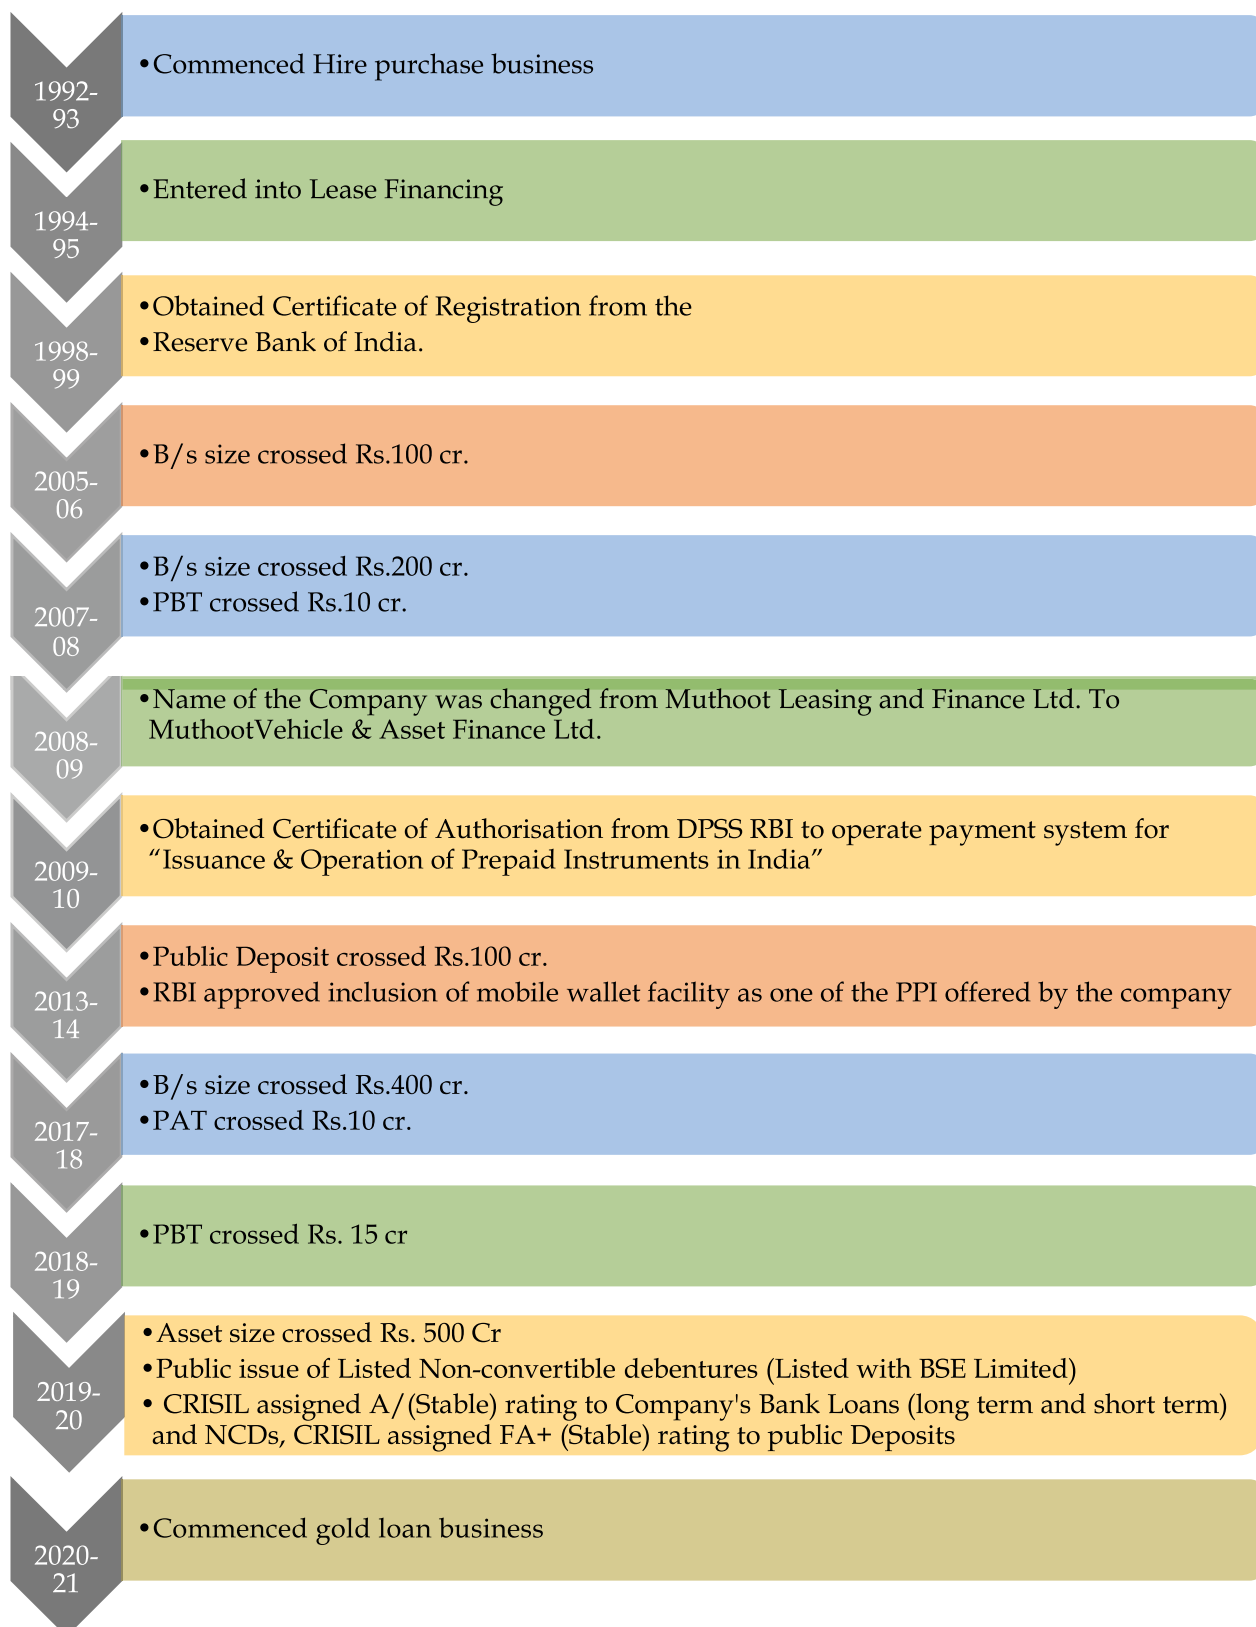 1992-
93
•Commenced Hire purchase business
1994-
95
•Entered into Lease Financing
1998-
99
•Obtained Certificate of Registration from the
•Reserve Bank of India.
2005-
06
•B/s size crossed Rs.100 cr.
2007-
08
•B/s size crossed Rs.200 cr.
•PBT crossed Rs.10 cr.
2008-
09
•Name of the Company was changed from Muthoot Leasing and Finance Ltd. To
MuthootVehicle & Asset Finance Ltd.
2009-
10
•Obtained Certificate of Authorisation from DPSS RBI to operate payment system for
“Issuance & Operation of Prepaid Instruments in India”
2013-
14
•Public Deposit crossed Rs.100 cr.
•RBI approved inclusion of mobile wallet facility as one of the PPI offered by the company
2017-
18
•B/s size crossed Rs.400 cr.
•PAT crossed Rs.10 cr.
2018-
19
•PBT crossed Rs. 15 cr
2019-
20
•Asset size crossed Rs. 500 Cr
•Public issue of Listed Non-convertible debentures (Listed with BSE Limited)
• CRISIL assigned A/(Stable) rating to Company's Bank Loans (long term and short term)
and NCDs, CRISIL assigned FA+ (Stable) rating to public Deposits
2020-
21
•Commenced gold loan business